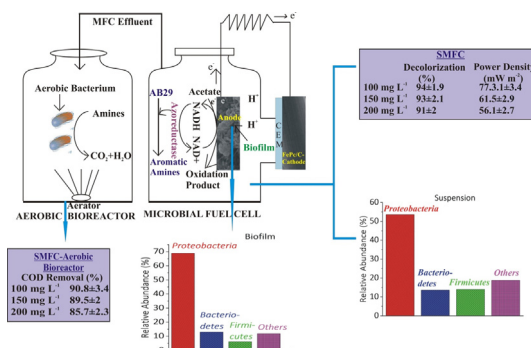 MFC Effluent
e⁻
e⁻
Aerobic Bacterium
Amines
CO₂+H₂O
Aerator
AEROBIC BIOREACTOR
AB29
Acetate
e⁻
Azoreductase
NADH
NAD+
Anode
H⁺
H⁺
Biofilm
CEM
FePc/C-
Cathode
Aromatic
Amines
Oxidation
Product
MICROBIAL FUEL CELL
SMFC
Decolorization Power Density
(%) (mW m⁻²)
100 mg L⁻¹ 94±1.9 77.3.1±3.4
150 mg L⁻¹ 93±2.1 61.5±2.9
200 mg L⁻¹ 91±2 56.1±2.7
SMFC-Aerobic
Bioreactor
COD Removal (%)
100 mg L⁻¹ 90.8±3.4
150 mg L⁻¹ 89.5±2
200 mg L⁻¹ 85.7±2.3
Biofilm
Relative Abundance (%)
70
60
50
40
30
20
10
0
Proteobacteria
Bacterio-
detes
Firmi-
cutes
Others
Suspension
Relative Abundance (%)
60
50
40
30
20
10
0
Proteobacteria
Bacterio-
detes
Firmicutes
Others